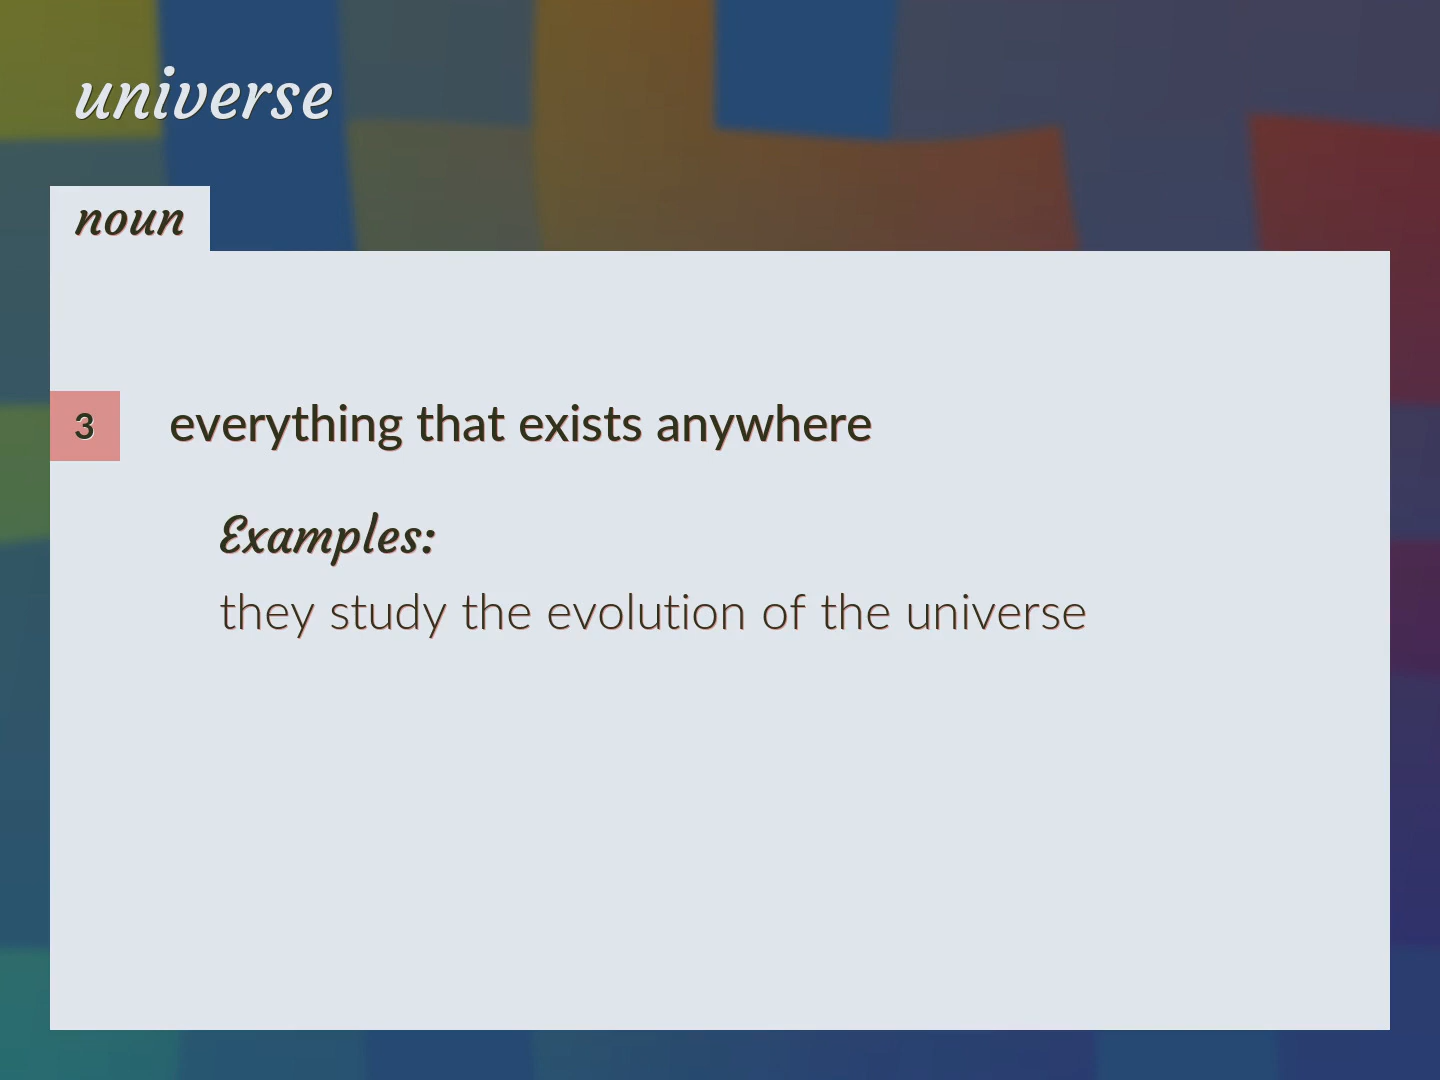 universe
noun
3 everything that exists anywhere
Examples:
they study the evolution of the universe